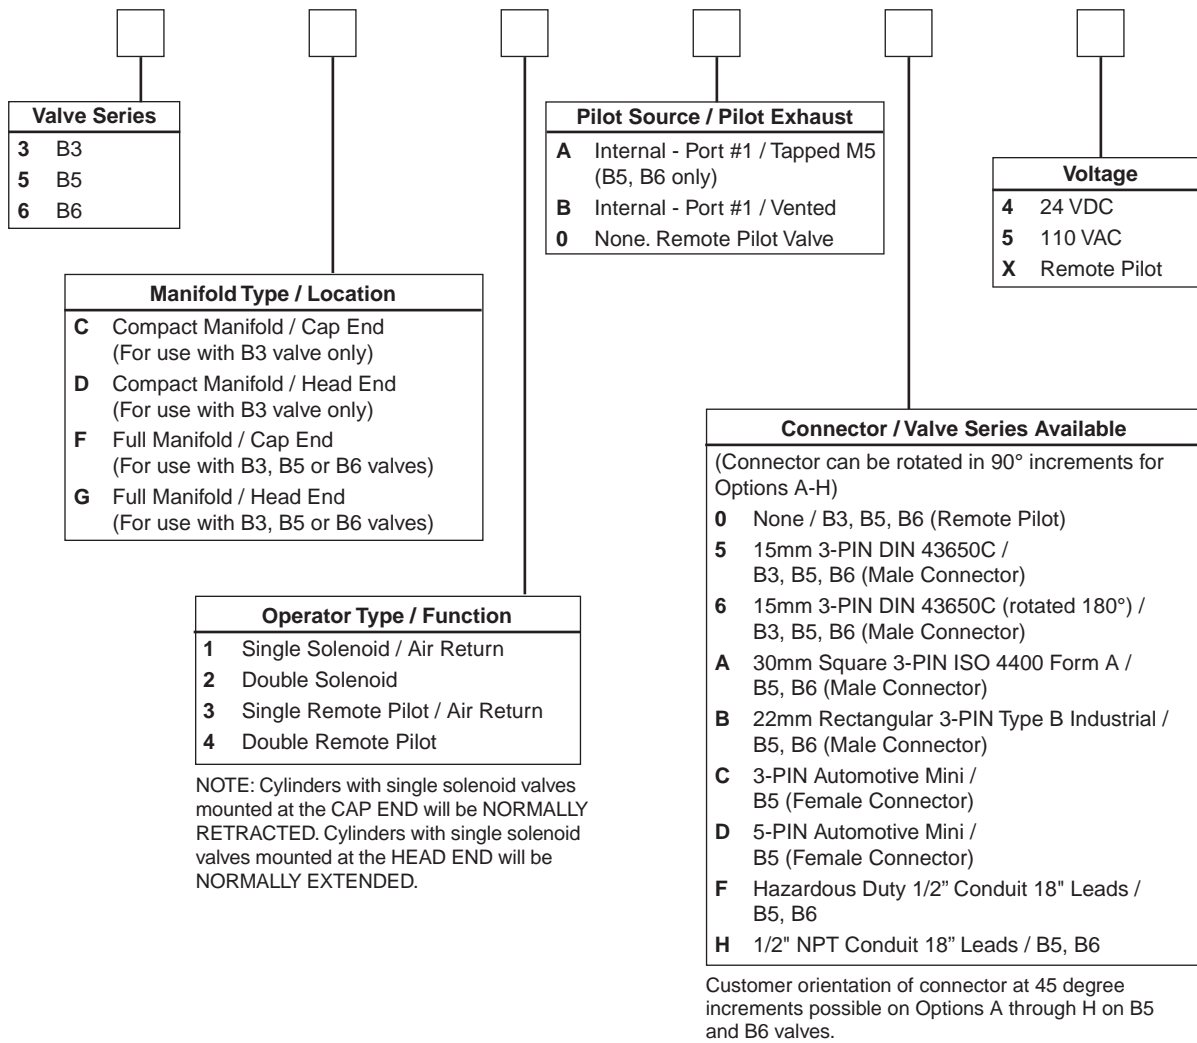 Valve Series
3 B3
5 B5
6 B6
Manifold Type / Location
C Compact Manifold / Cap End
(For use with B3 valve only)
D Compact Manifold / Head End
(For use with B3 valve only)
F Full Manifold / Cap End
(For use with B3, B5 or B6 valves)
G Full Manifold / Head End
(For use with B3, B5 or B6 valves)
Operator Type / Function
1 Single Solenoid / Air Return
2 Double Solenoid
3 Single Remote Pilot / Air Return
4 Double Remote Pilot
NOTE: Cylinders with single solenoid valves
mounted at the CAP END will be NORMALLY
RETRACTED. Cylinders with single solenoid
valves mounted at the HEAD END will be
NORMALLY EXTENDED.
Pilot Source / Pilot Exhaust
A Internal - Port #1 / Tapped M5
(B5, B6 only)
B Internal - Port #1 / Vented
0 None. Remote Pilot Valve
Connector / Valve Series Available
(Connector can be rotated in 90° increments for
Options A-H)
0 None / B3, B5, B6 (Remote Pilot)
5 15mm 3-PIN DIN 43650C /
B3, B5, B6 (Male Connector)
6 15mm 3-PIN DIN 43650C (rotated 180°) /
B3, B5, B6 (Male Connector)
A 30mm Square 3-PIN ISO 4400 Form A /
B5, B6 (Male Connector)
B 22mm Rectangular 3-PIN Type B Industrial /
B5, B6 (Male Connector)
C 3-PIN Automotive Mini /
B5 (Female Connector)
D 5-PIN Automotive Mini /
B5 (Female Connector)
F Hazardous Duty 1/2” Conduit 18" Leads /
B5, B6
H 1/2" NPT Conduit 18” Leads / B5, B6
Customer orientation of connector at 45 degree
increments possible on Options A through H on B5
and B6 valves.
Voltage
4 24 VDC
5 110 VAC
X Remote Pilot